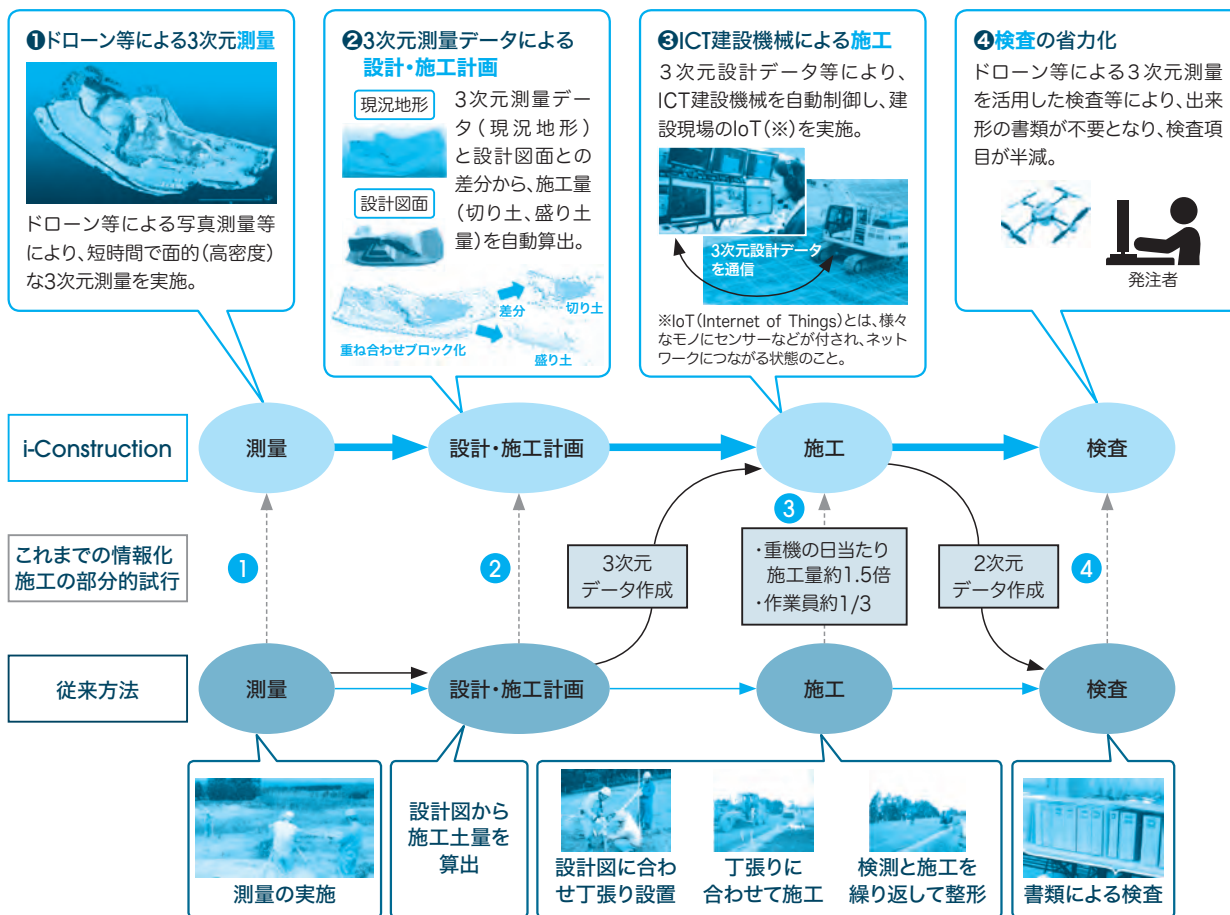 ❶ドローン等による3次元測量
ドローン等による写真測量等
により、短時間で面的(高密度)
な3次元測量を実施。
❷3次元測量データによる
設計・施工計画
現況地形
設計図面
3次元測量デー
タ(現況地形)
と設計図面との
差分から、施工量
(切り土、盛り土
量)を自動算出。
差分
切り土
重ね合わせブロック化
盛り土
❸ICT建設機械による施工
3次元設計データ等により、
ICT建設機械を自動制御し、建
設現場のIoT(※)を実施。
3次元設計データ
を通信
※IoT(Internet of Things)とは、様々
なモノにセンサーなどが付され、ネット
ワークにつながる状態のこと。
❹検査の省力化
ドローン等による3次元測量
を活用した検査等により、出来
形の書類が不要となり、検査項
目が半減。
発注者
i-Construction
測量
設計・施工計画
施工
検査
これまでの情報化
施工の部分的試行
1
2
3次元
データ作成
3
・重機の日当たり
施工量約1.5倍
・作業員約1/3
2次元
データ作成
4
従来方法
測量
設計・施工計画
施工
検査
測量の実施
設計図から
施工土量を
算出
設計図に合わ
せ丁張り設置
丁張りに
合わせて施工
検測と施工を
繰り返して整形
書類による検査